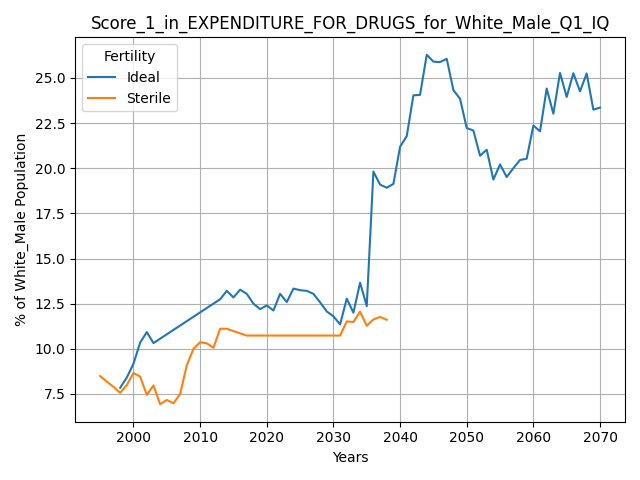 Score_1_in_EXPENDITURE_FOR_DRUGS_for_White_Male_Q1_IQ
Fertility
Ideal
Sterile
% of White_Male Population
25.0
22.5
20.0
17.5
15.0
12.5
10.0
7.5
2000 2010 2020 2030 2040 2050 2060 2070
Years